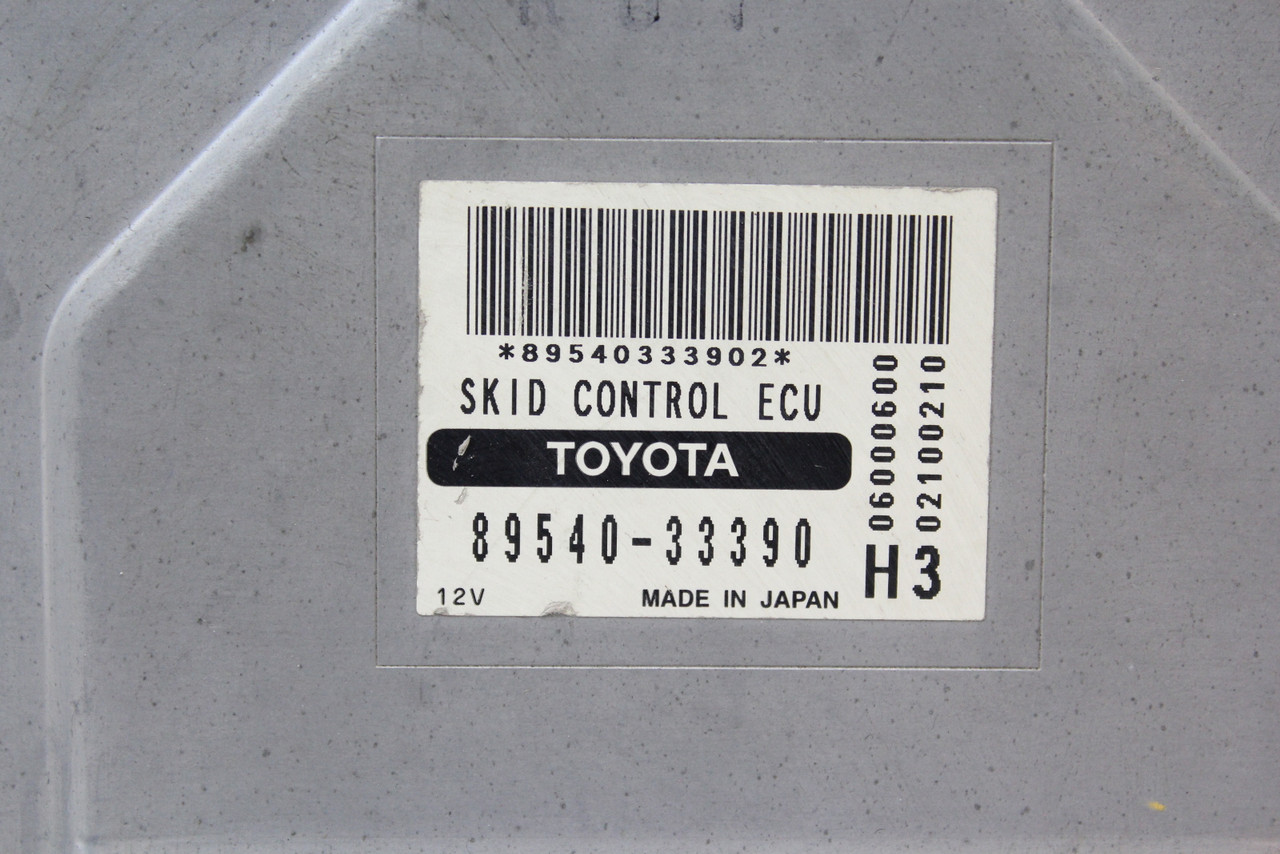 *89540333902*
SKID CONTROL ECU
TOYOTA
89540-33390
12V MADE IN JAPAN
06000600
02100210
H3